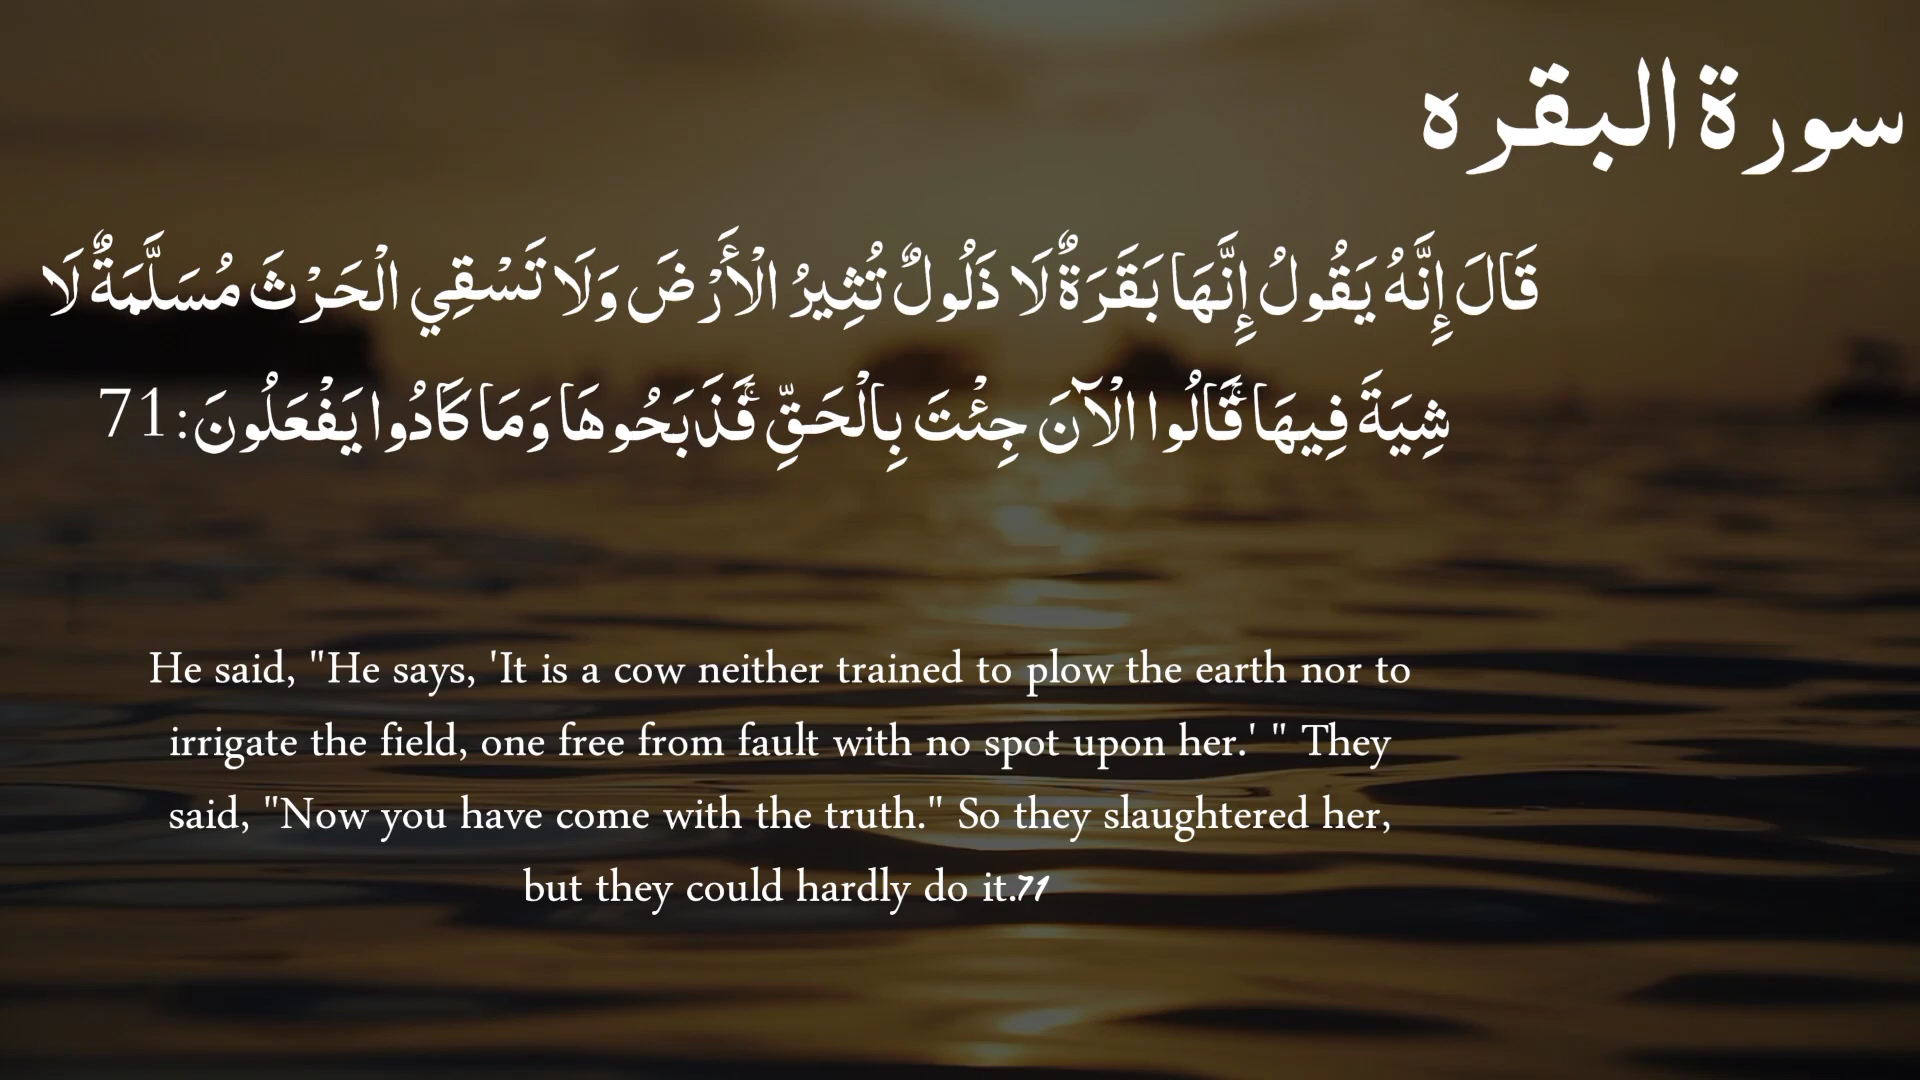 سورة البقره
قَالَ إِنَّهُ يَقُولُ إِنَّهَا بَقَرَةٌ لَا ذَلُولٌ تُثِيرُ الْأَرْضَ وَلَا تَسْقِي الْحَرْثَ مُسَلَّمَةٌ لَا
شِيَةَ فِيهَا ۚ قَالُوا الْآنَ جِئْتَ بِالْحَقِّ ۚ فَذَبَحُوهَا وَمَا كَادُوا يَفْعَلُونَ:71
He said, "He says, 'It is a cow neither trained to plow the earth nor to
irrigate the field, one free from fault with no spot upon her.' " They
said, "Now you have come with the truth." So they slaughtered her,
but they could hardly do it.71